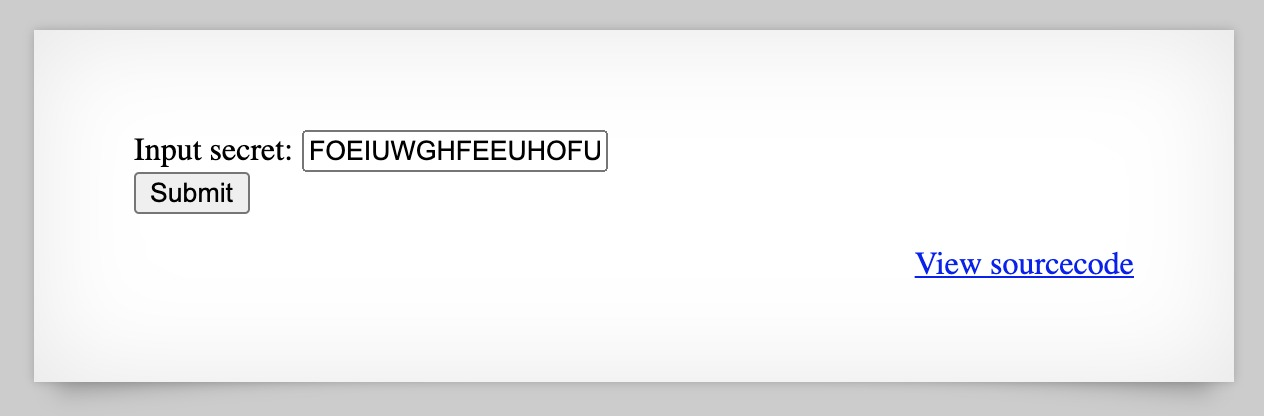 Input secret: FOEIUWGHFEEUHOFU
Submit
View sourcecode